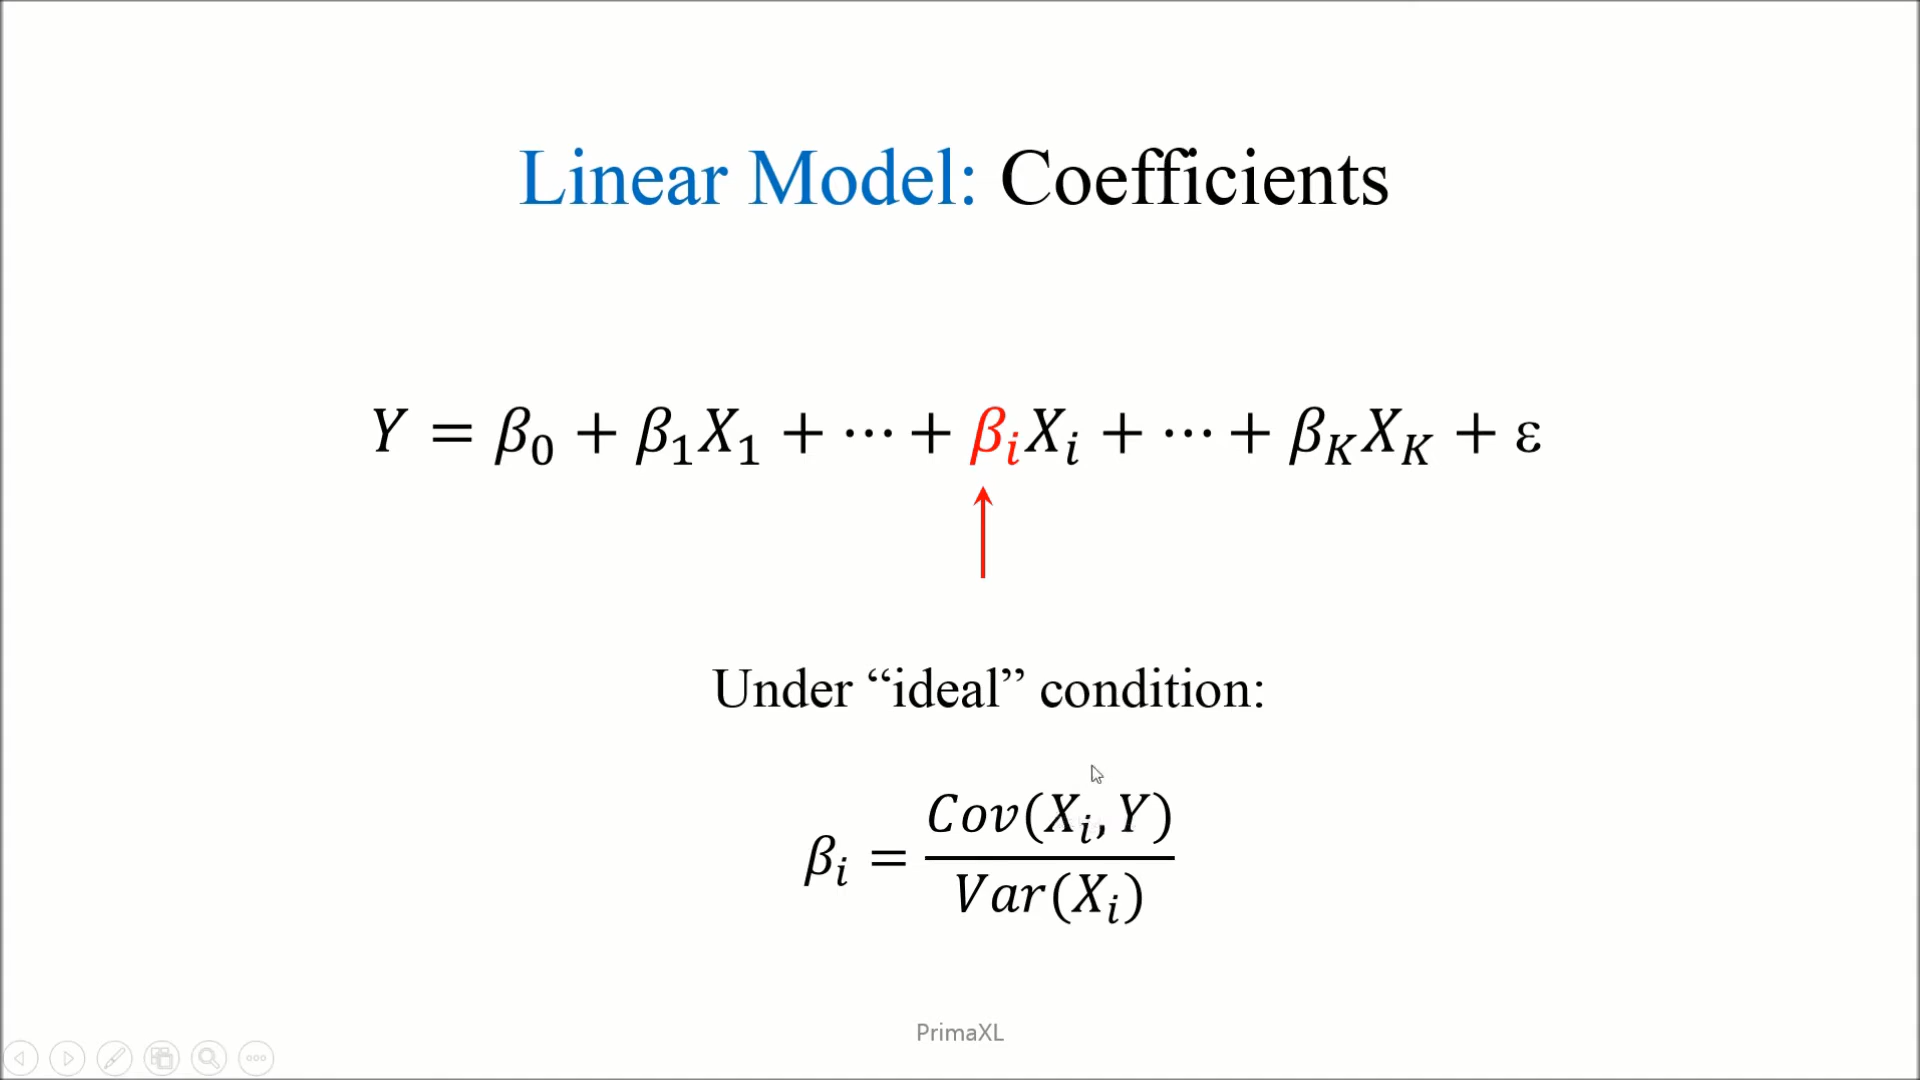 Linear Model: Coefficients
Y = β₀ + β₁X₁ + ⋯ + βᵢXᵢ + ⋯ + β_K X_K + ε
Under “ideal” condition:
βᵢ = Cov(Xᵢ, Y) / Var(Xᵢ)
PrimaXL